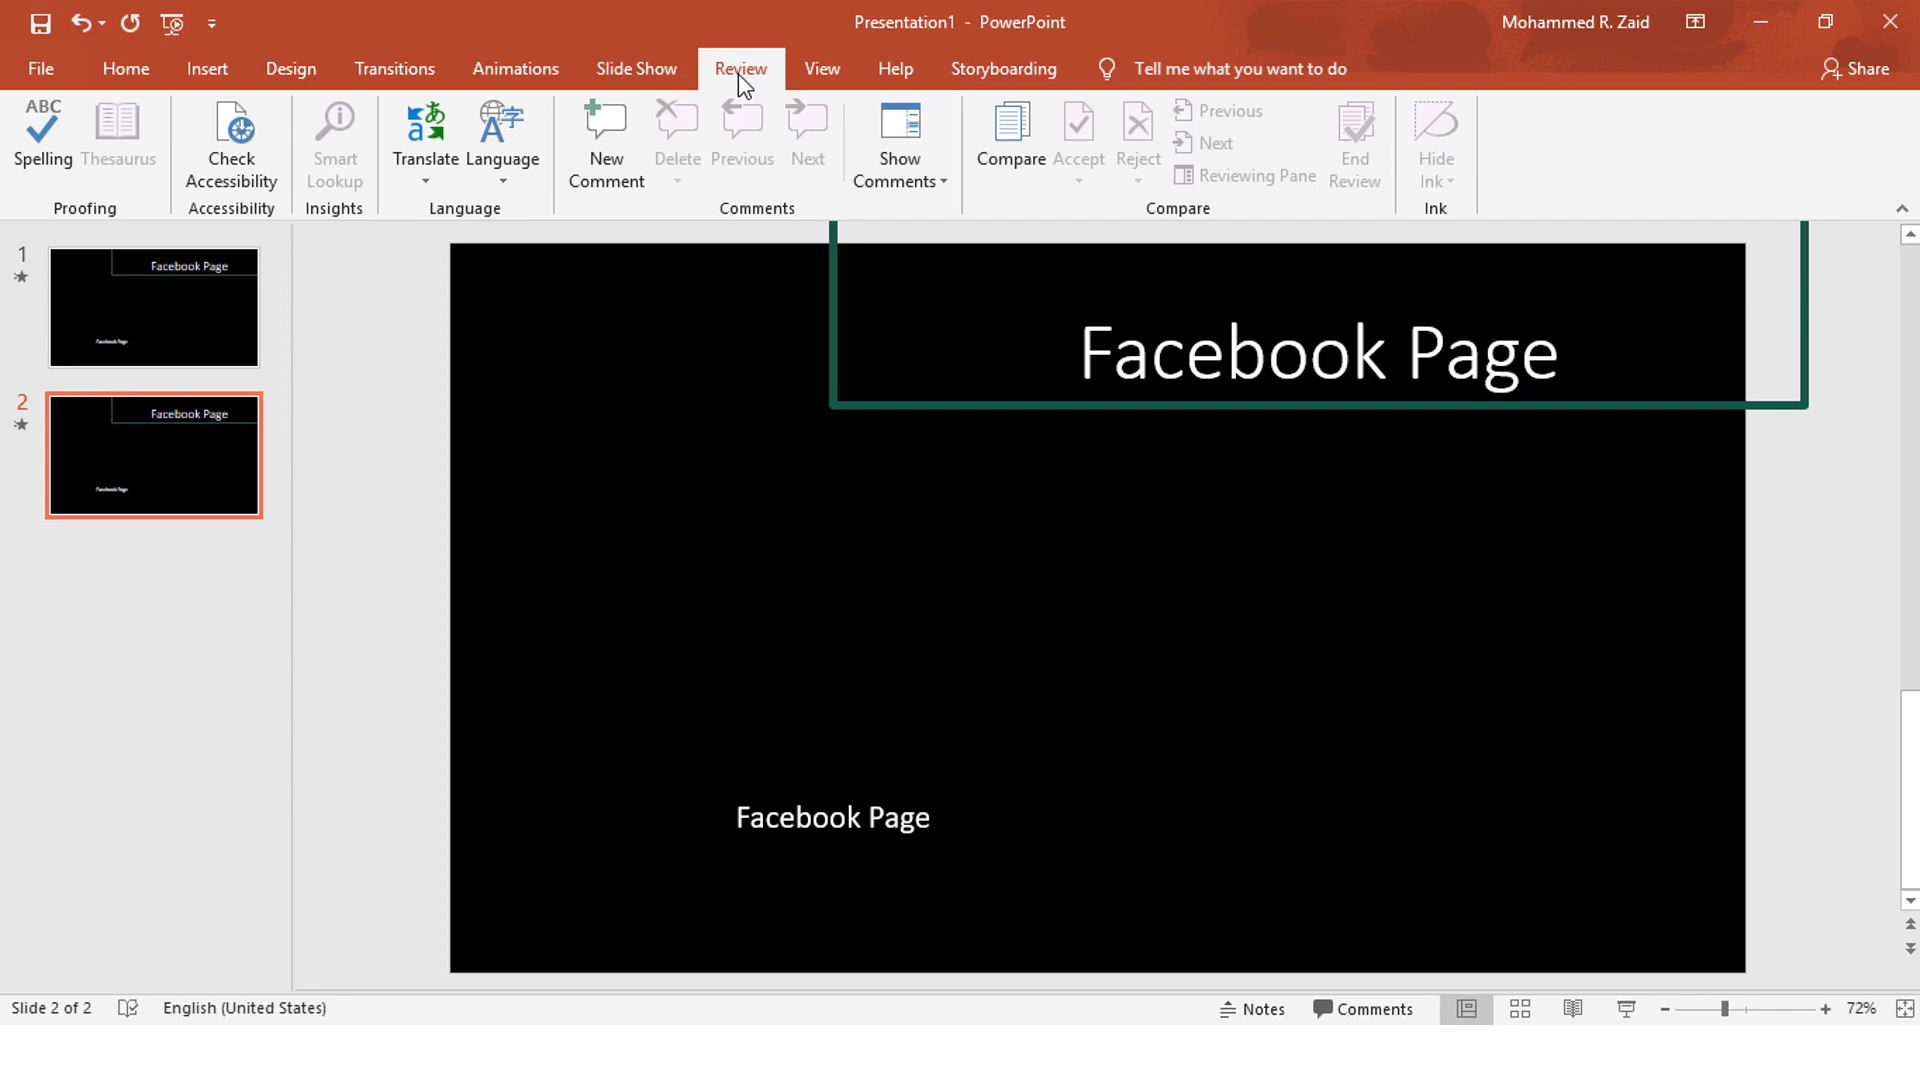 Presentation1 - PowerPoint
Mohammed R. Zaid
File Home Insert Design Transitions Animations Slide Show Review View Help Storyboarding Tell me what you want to do Share
ABC
Spelling
Thesaurus
Proofing
Check
Accessibility
Accessibility
Smart
Lookup
Insights
Translate
Language
Language
New
Comment
Delete
Previous
Next
Show
Comments
Comments
Compare
Accept
Reject
Previous
Next
Reviewing Pane
End
Review
Compare
Hide
Ink
Ink
1
Facebook Page
Facebook Page
2
Facebook Page
Facebook Page
Facebook Page
Facebook Page
Slide 2 of 2 English (United States) Notes Comments 72%